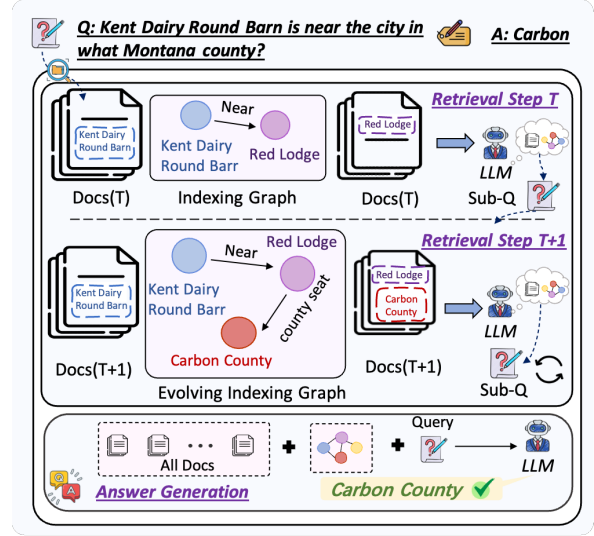 Q: Kent Dairy Round Barn is near the city in
what Montana county?
A: Carbon
Retrieval Step T
Kent Dairy
Round Barn
Near
Kent Dairy
Round Barr
Red Lodge
Red Lodge
LLM
Docs(T)
Indexing Graph
Docs(T)
Sub-Q
Retrieval Step T+1
Kent Dairy
Round Barn
Near
Red Lodge
Kent Dairy
Round Barr
county seat
Carbon County
Red Lodge
Carbon
County
LLM
Docs(T+1)
Evolving Indexing Graph
Docs(T+1)
Sub-Q
All Docs
Query
LLM
Q
A
Answer Generation
Carbon County